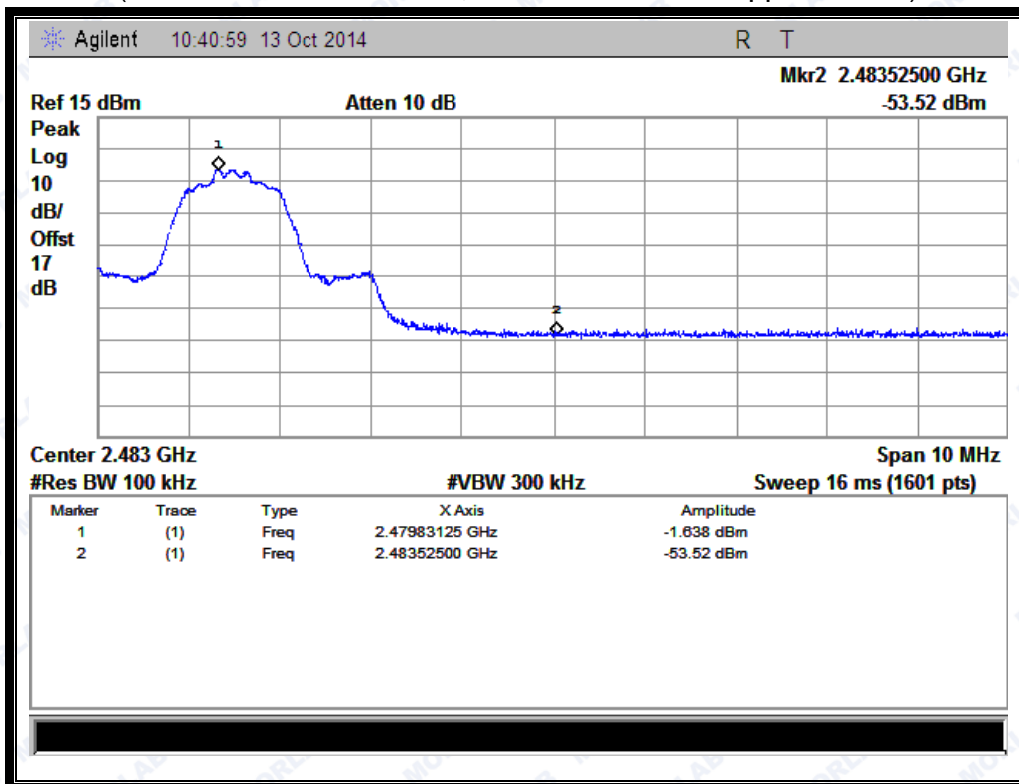 Agilent 10:40:59 13 Oct 2014 R T
Mkr2 2.48352500 GHz
Ref 15 dBm Atten 10 dB -53.52 dBm
Peak
Log
10
dB/
Offst
17
dB
1
2
Center 2.483 GHz Span 10 MHz
#Res BW 100 kHz #VBW 300 kHz Sweep 16 ms (1601 pts)
Marker Trace Type X Axis Amplitude
1 (1) Freq 2.47983125 GHz -1.638 dBm
2 (1) Freq 2.48352500 GHz -53.52 dBm